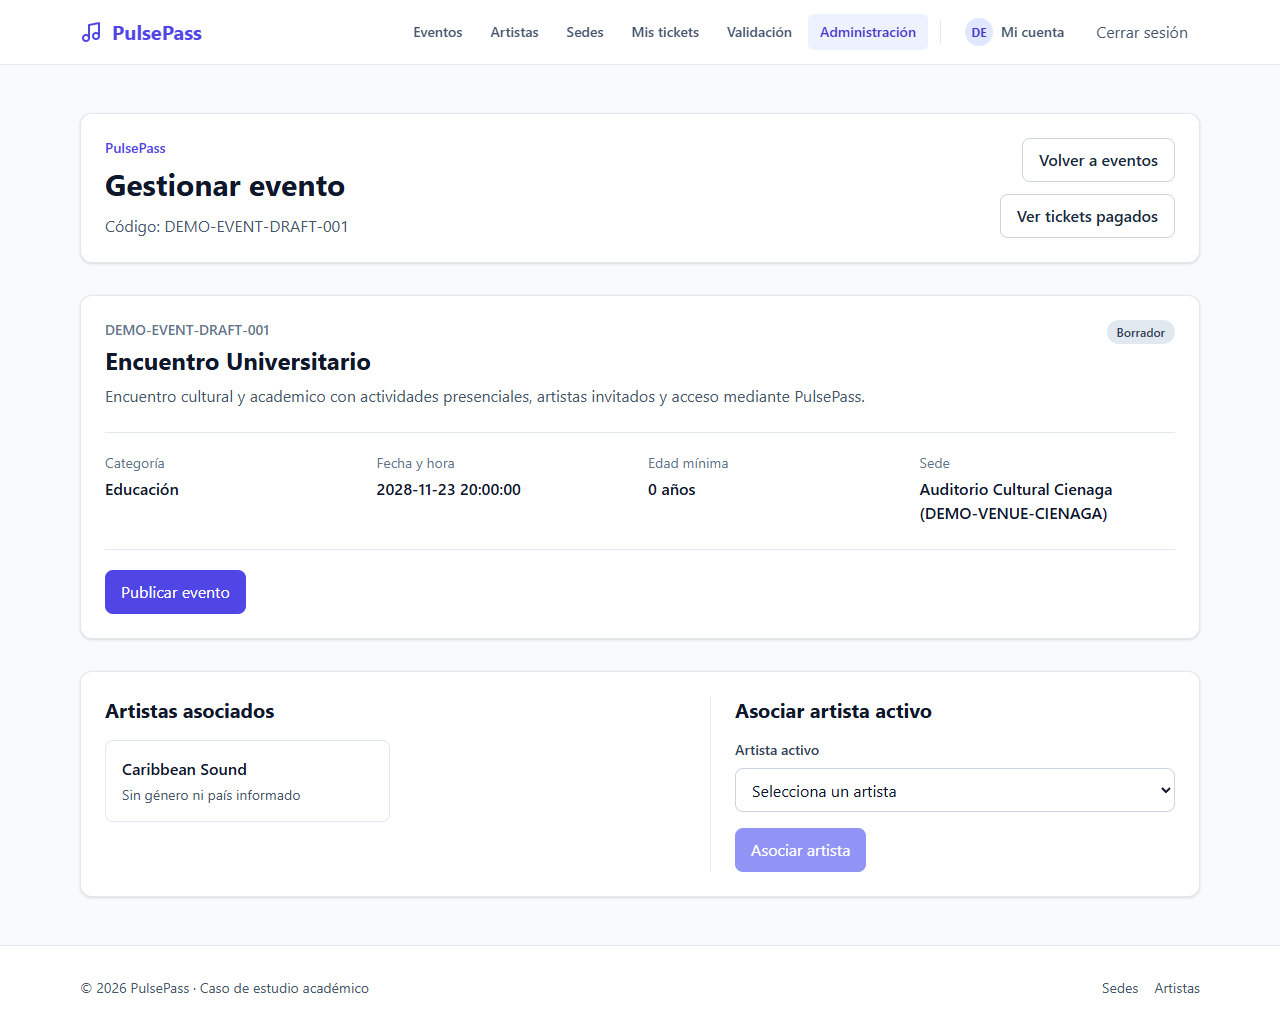 PulsePass
Eventos
Artistas
Sedes
Mis tickets
Validación
Administración
DE
Mi cuenta
Cerrar sesión
PulsePass
Gestionar evento
Código: DEMO-EVENT-DRAFT-001
Volver a eventos
Ver tickets pagados
DEMO-EVENT-DRAFT-001
Borrador
Encuentro Universitario
Encuentro cultural y academico con actividades presenciales, artistas invitados y acceso mediante PulsePass.
Categoría
Educación
Fecha y hora
2028-11-23 20:00:00
Edad mínima
0 años
Sede
Auditorio Cultural Cienaga
(DEMO-VENUE-CIENAGA)
Publicar evento
Artistas asociados
Caribbean Sound
Sin género ni país informado
Asociar artista activo
Artista activo
Selecciona un artista
Asociar artista
© 2026 PulsePass · Caso de estudio académico
Sedes
Artistas